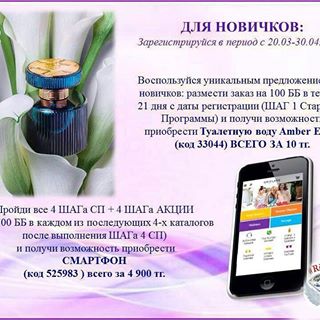 ДЛЯ НОВИЧКОВ:
Зарегистрируйся в период с 20.03-30.04
Воспользуйся уникальным предложение
новичков: размести заказ на 100 ББ в те
21 дня с даты регистрации (ШАГ 1 Стар
Программы) и получи возможность
приобрести Туалетную воду Amber E
(код 33044) ВСЕГО ЗА 10 тг.
Пройди все 4 ШАГа СП + 4 ШАГа АКЦИИ
00 ББ в каждом из последующих 4-х каталогов
после выполнения ШАГа 4 СП)
и получи возможность приобрести
СМАРТФОН
(код 525983 ) всего за 4 900 тг.